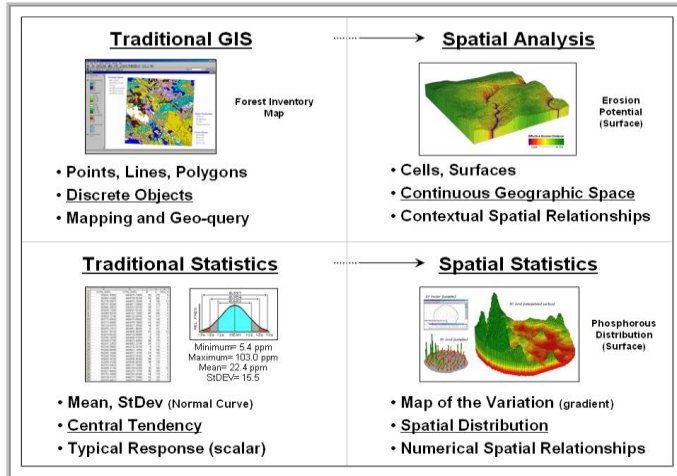 Traditional GIS
Spatial Analysis
Forest Inventory
Map
Erosion
Potential
(Surface)
• Points, Lines, Polygons
• Discrete Objects
• Mapping and Geo-query
• Cells, Surfaces
• Continuous Geographic Space
• Contextual Spatial Relationships
Traditional Statistics
Spatial Statistics
Minimum= 5.4 ppm
Maximum= 103.0 ppm
Mean= 22.4 ppm
StDEV= 15.5
Phosphorous
Distribution
(Surface)
• Mean, StDev (Normal Curve)
• Central Tendency
• Typical Response (scalar)
• Map of the Variation (gradient)
• Spatial Distribution
• Numerical Spatial Relationships